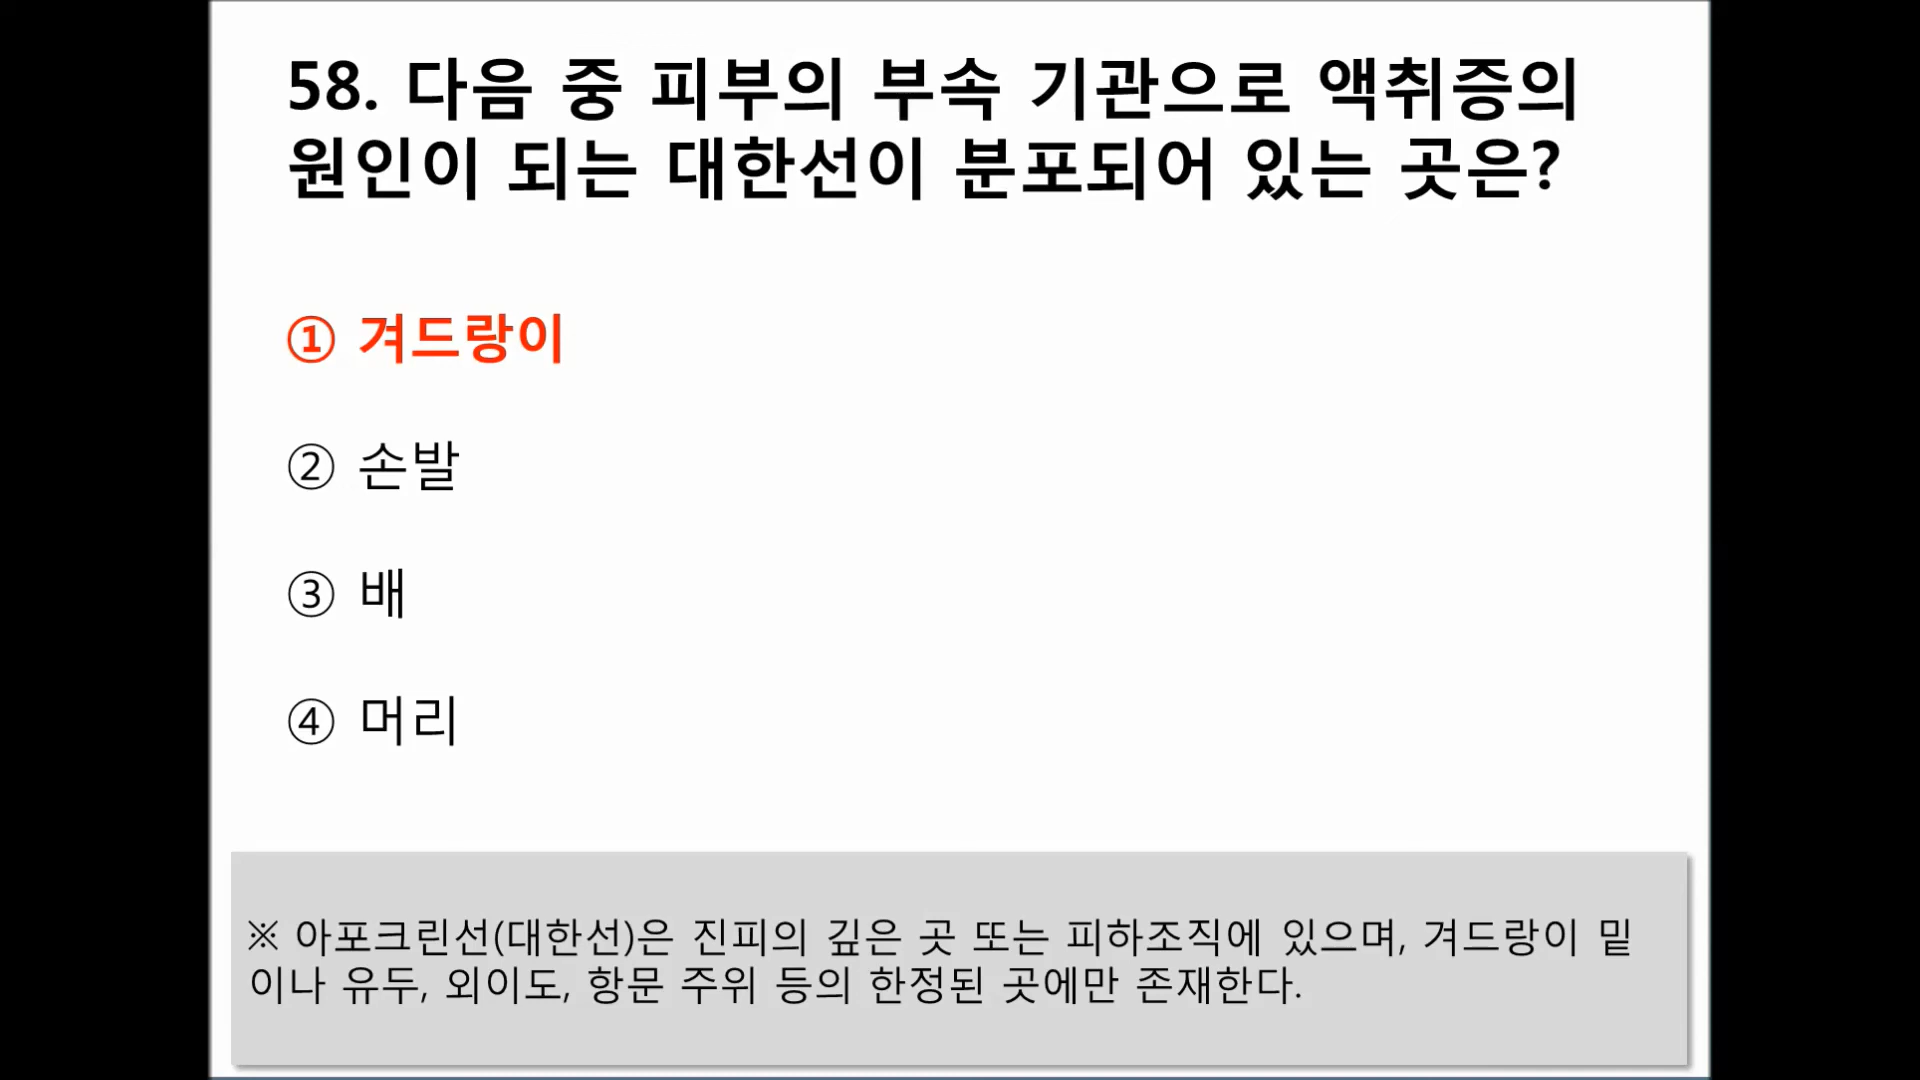 58. 다음 중 피부의 부속 기관으로 액취증의
원인이 되는 대한선이 분포되어 있는 곳은?
① 겨드랑이
② 손발
③ 배
④ 머리
※ 아포크린선(대한선)은 진피의 깊은 곳 또는 피하조직에 있으며, 겨드랑이 밑
이나 유두, 외이도, 항문 주위 등의 한정된 곳에만 존재한다.